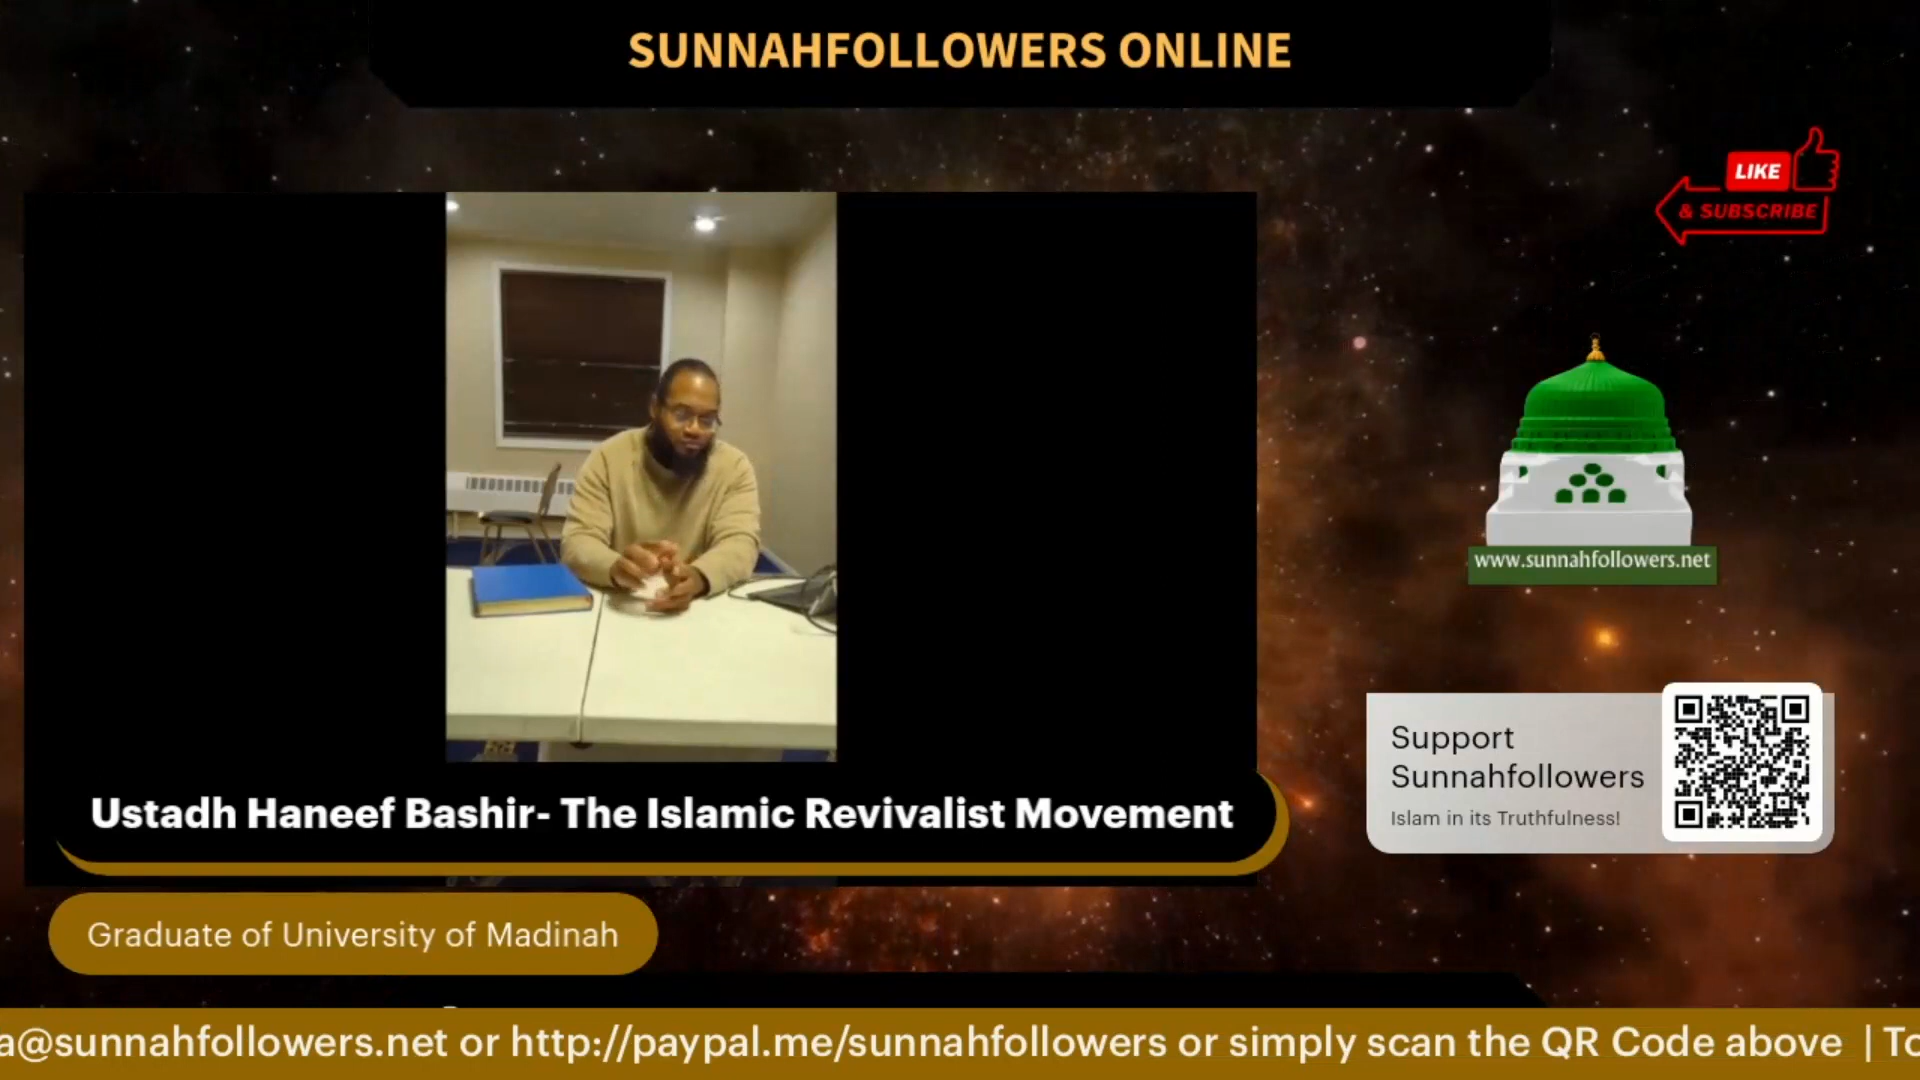 SUNNAHFOLLOWERS ONLINE
LIKE
& SUBSCRIBE
www.sunnahfollowers.net
Support
Sunnahfollowers
Islam in its Truthfulness!
Ustadh Haneef Bashir- The Islamic Revivalist Movement
Graduate of University of Madinah
a@sunnahfollowers.net or http://paypal.me/sunnahfollowers or simply scan the QR Code above | To